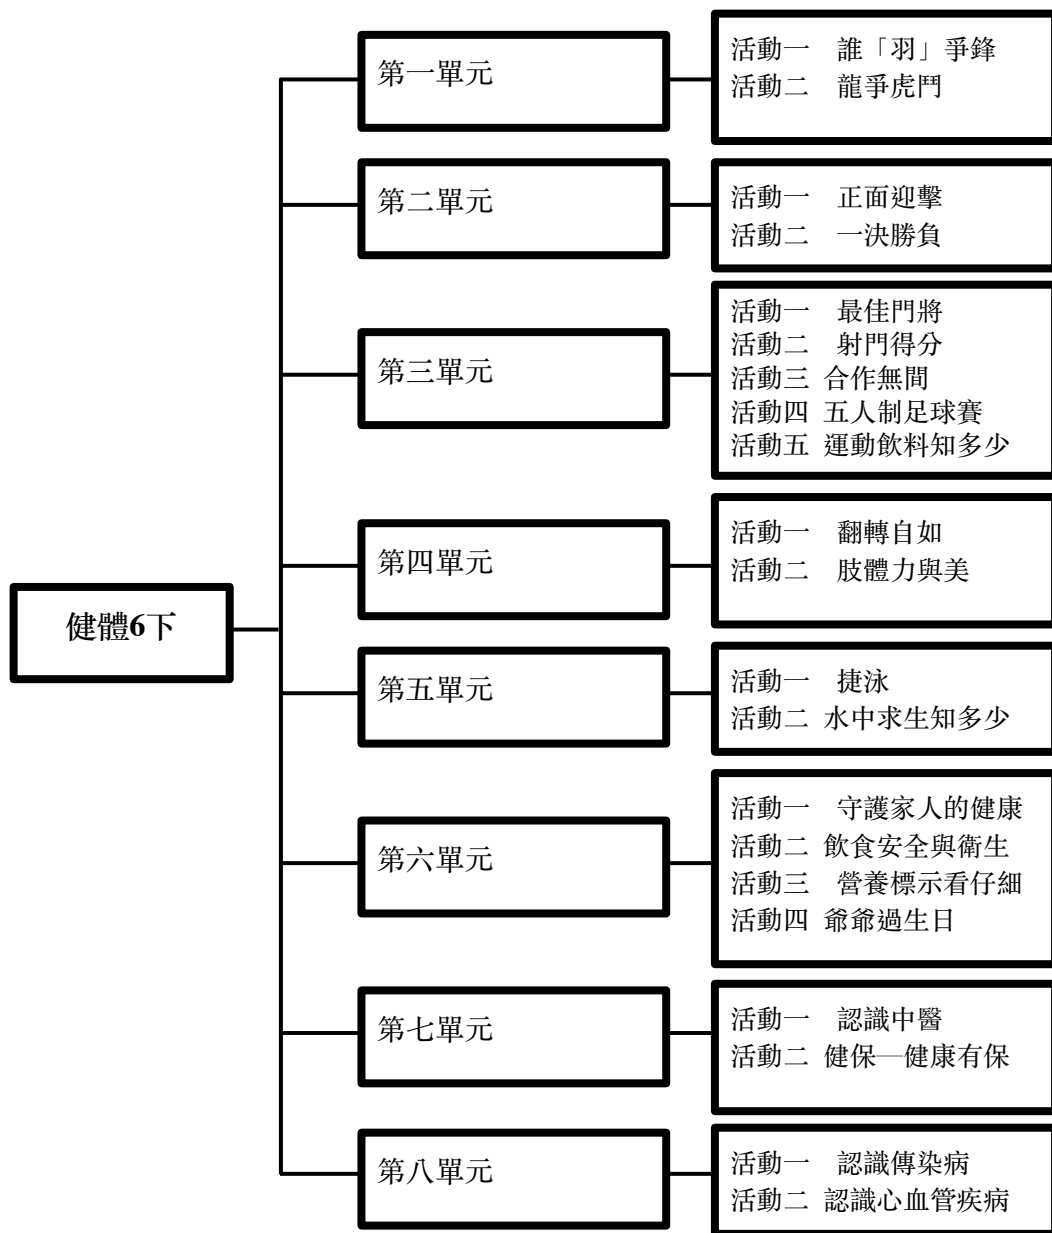 健體6下
第一單元
活動一　誰「羽」爭鋒
活動二　龍爭虎鬥
第二單元
活動一　正面迎擊
活動二　一決勝負
第三單元
活動一　最佳門將
活動二　射門得分
活動三 合作無間
活動四 五人制足球賽
活動五 運動飲料知多少
第四單元
活動一　翻轉自如
活動二　肢體力與美
第五單元
活動一　捷泳
活動二 水中求生知多少
第六單元
活動一　守護家人的健康
活動二 飲食安全與衛生
活動三　營養標示看仔細
活動四 爺爺過生日
第七單元
活動一　認識中醫
活動二 健保─健康有保
第八單元
活動一　認識傳染病
活動二 認識心血管疾病